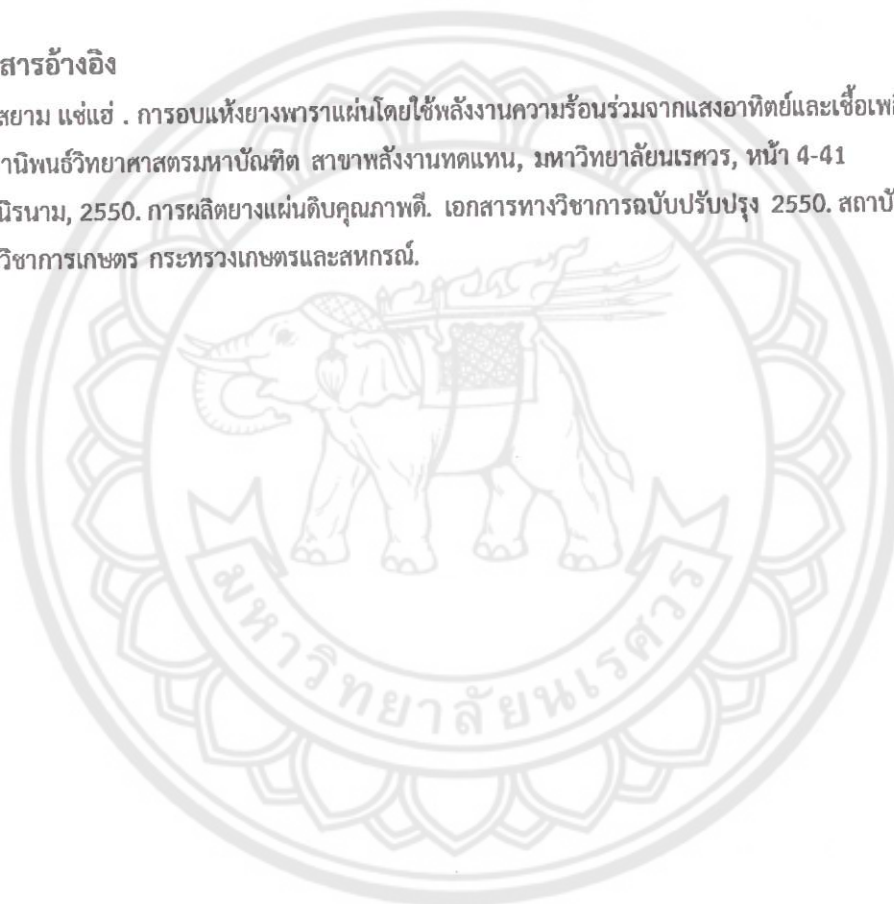 สารอ้างอิง
สยาม แซ่แฮ่ . การอบแห้งยางพาราแผ่นโดยใช้พลังงานความร้อนร่วมจากแสงอาทิตย์และเชื้อเพลิ
านิพนธ์วิทยาศาสตรมหาบัณฑิต สาขาพลังงานทดแทน, มหาวิทยาลัยนเรศวร, หน้า 4-41
นิรนาม, 2550. การผลิตยางแผ่นดิบคุณภาพดี. เอกสารทางวิชาการฉบับปรับปรุง 2550. สถาบั
วิชาการเกษตร กระทรวงเกษตรและสหกรณ์.
มหาวิทยาลัยนเรศวร